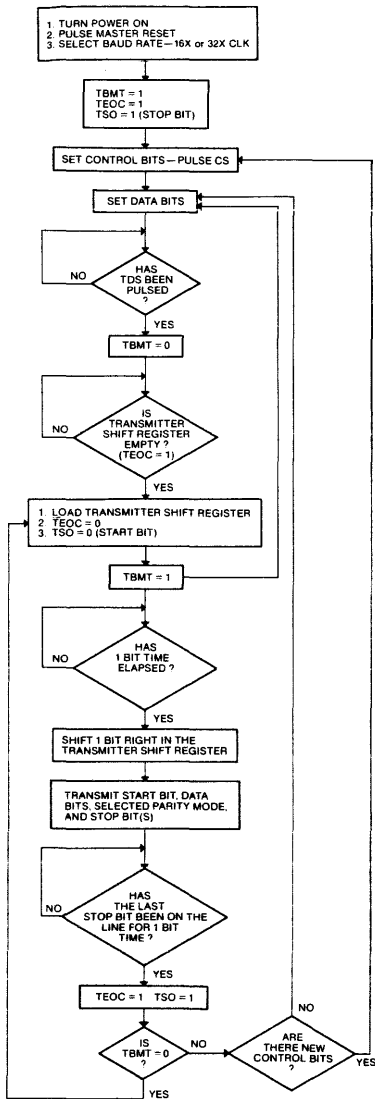 1. TURN POWER ON
2. PULSE MASTER RESET
3. SELECT BAUD RATE—16X or 32X CLK
TBMT = 1
TEOC = 1
TSO = 1 (STOP BIT)
SET CONTROL BITS—PULSE CS
SET DATA BITS
HAS
TDS BEEN
PULSED
?
NO
YES
TBMT = 0
IS
TRANSMITTER
SHIFT REGISTER
EMPTY ?
(TEOC = 1)
NO
YES
1. LOAD TRANSMITTER SHIFT REGISTER
2. TEOC = 0
3. TSO = 0 (START BIT)
TBMT = 1
HAS
1 BIT TIME
ELAPSED ?
NO
YES
SHIFT 1 BIT RIGHT IN THE
TRANSMITTER SHIFT REGISTER
TRANSMIT START BIT, DATA
BITS, SELECTED PARITY MODE,
AND STOP BIT(S)
HAS
THE LAST
STOP BIT BEEN ON THE
LINE FOR 1 BIT
TIME ?
NO
YES
TEOC = 1 TSO = 1
IS
TBMT = 0
?
NO
YES
ARE
THERE NEW
CONTROL BITS
?
NO
YES